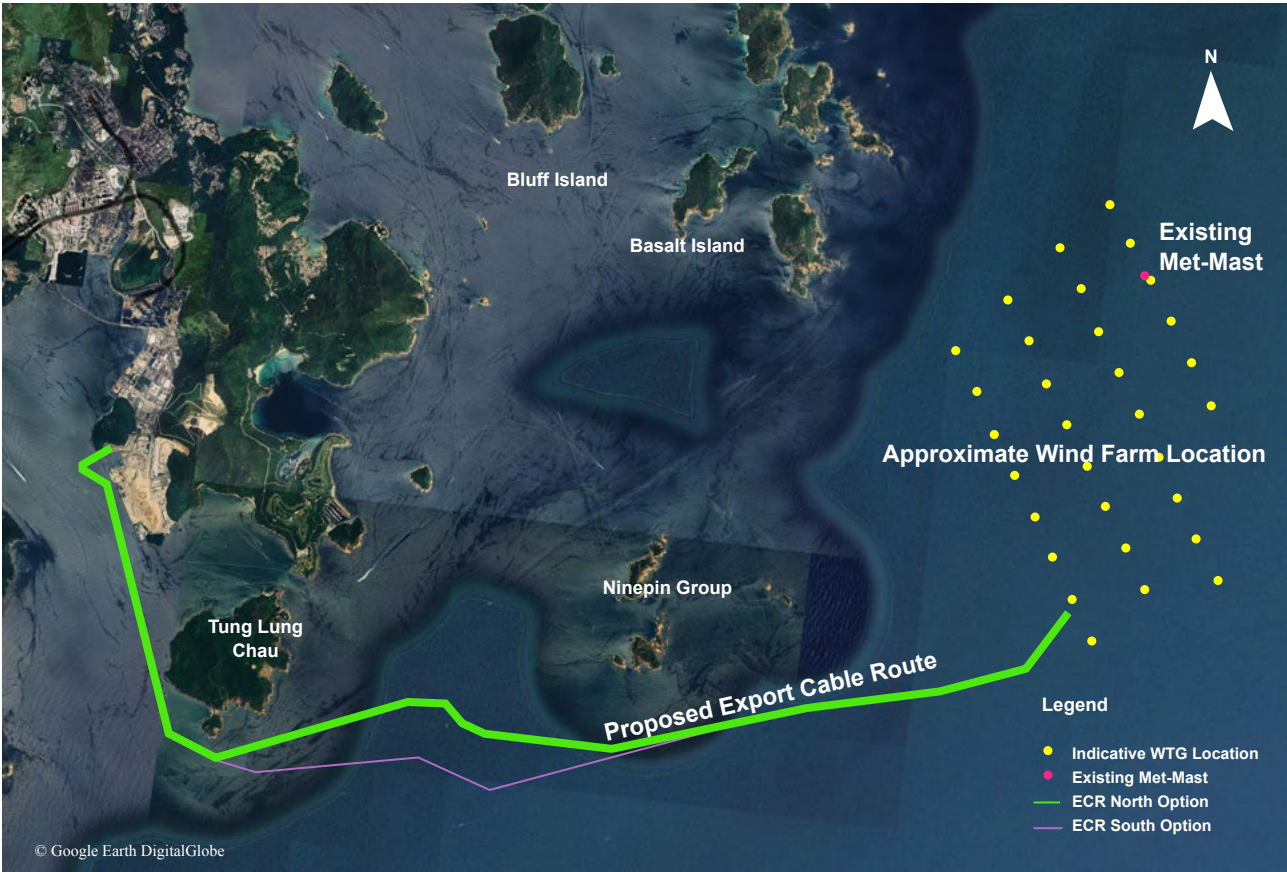 N
Bluff Island
Basalt Island
Existing
Met-Mast
Approximate Wind Farm Location
Ninepin Group
Tung Lung
Chau
Proposed Export Cable Route
Legend
Indicative WTG Location
Existing Met-Mast
ECR North Option
ECR South Option
© Google Earth DigitalGlobe